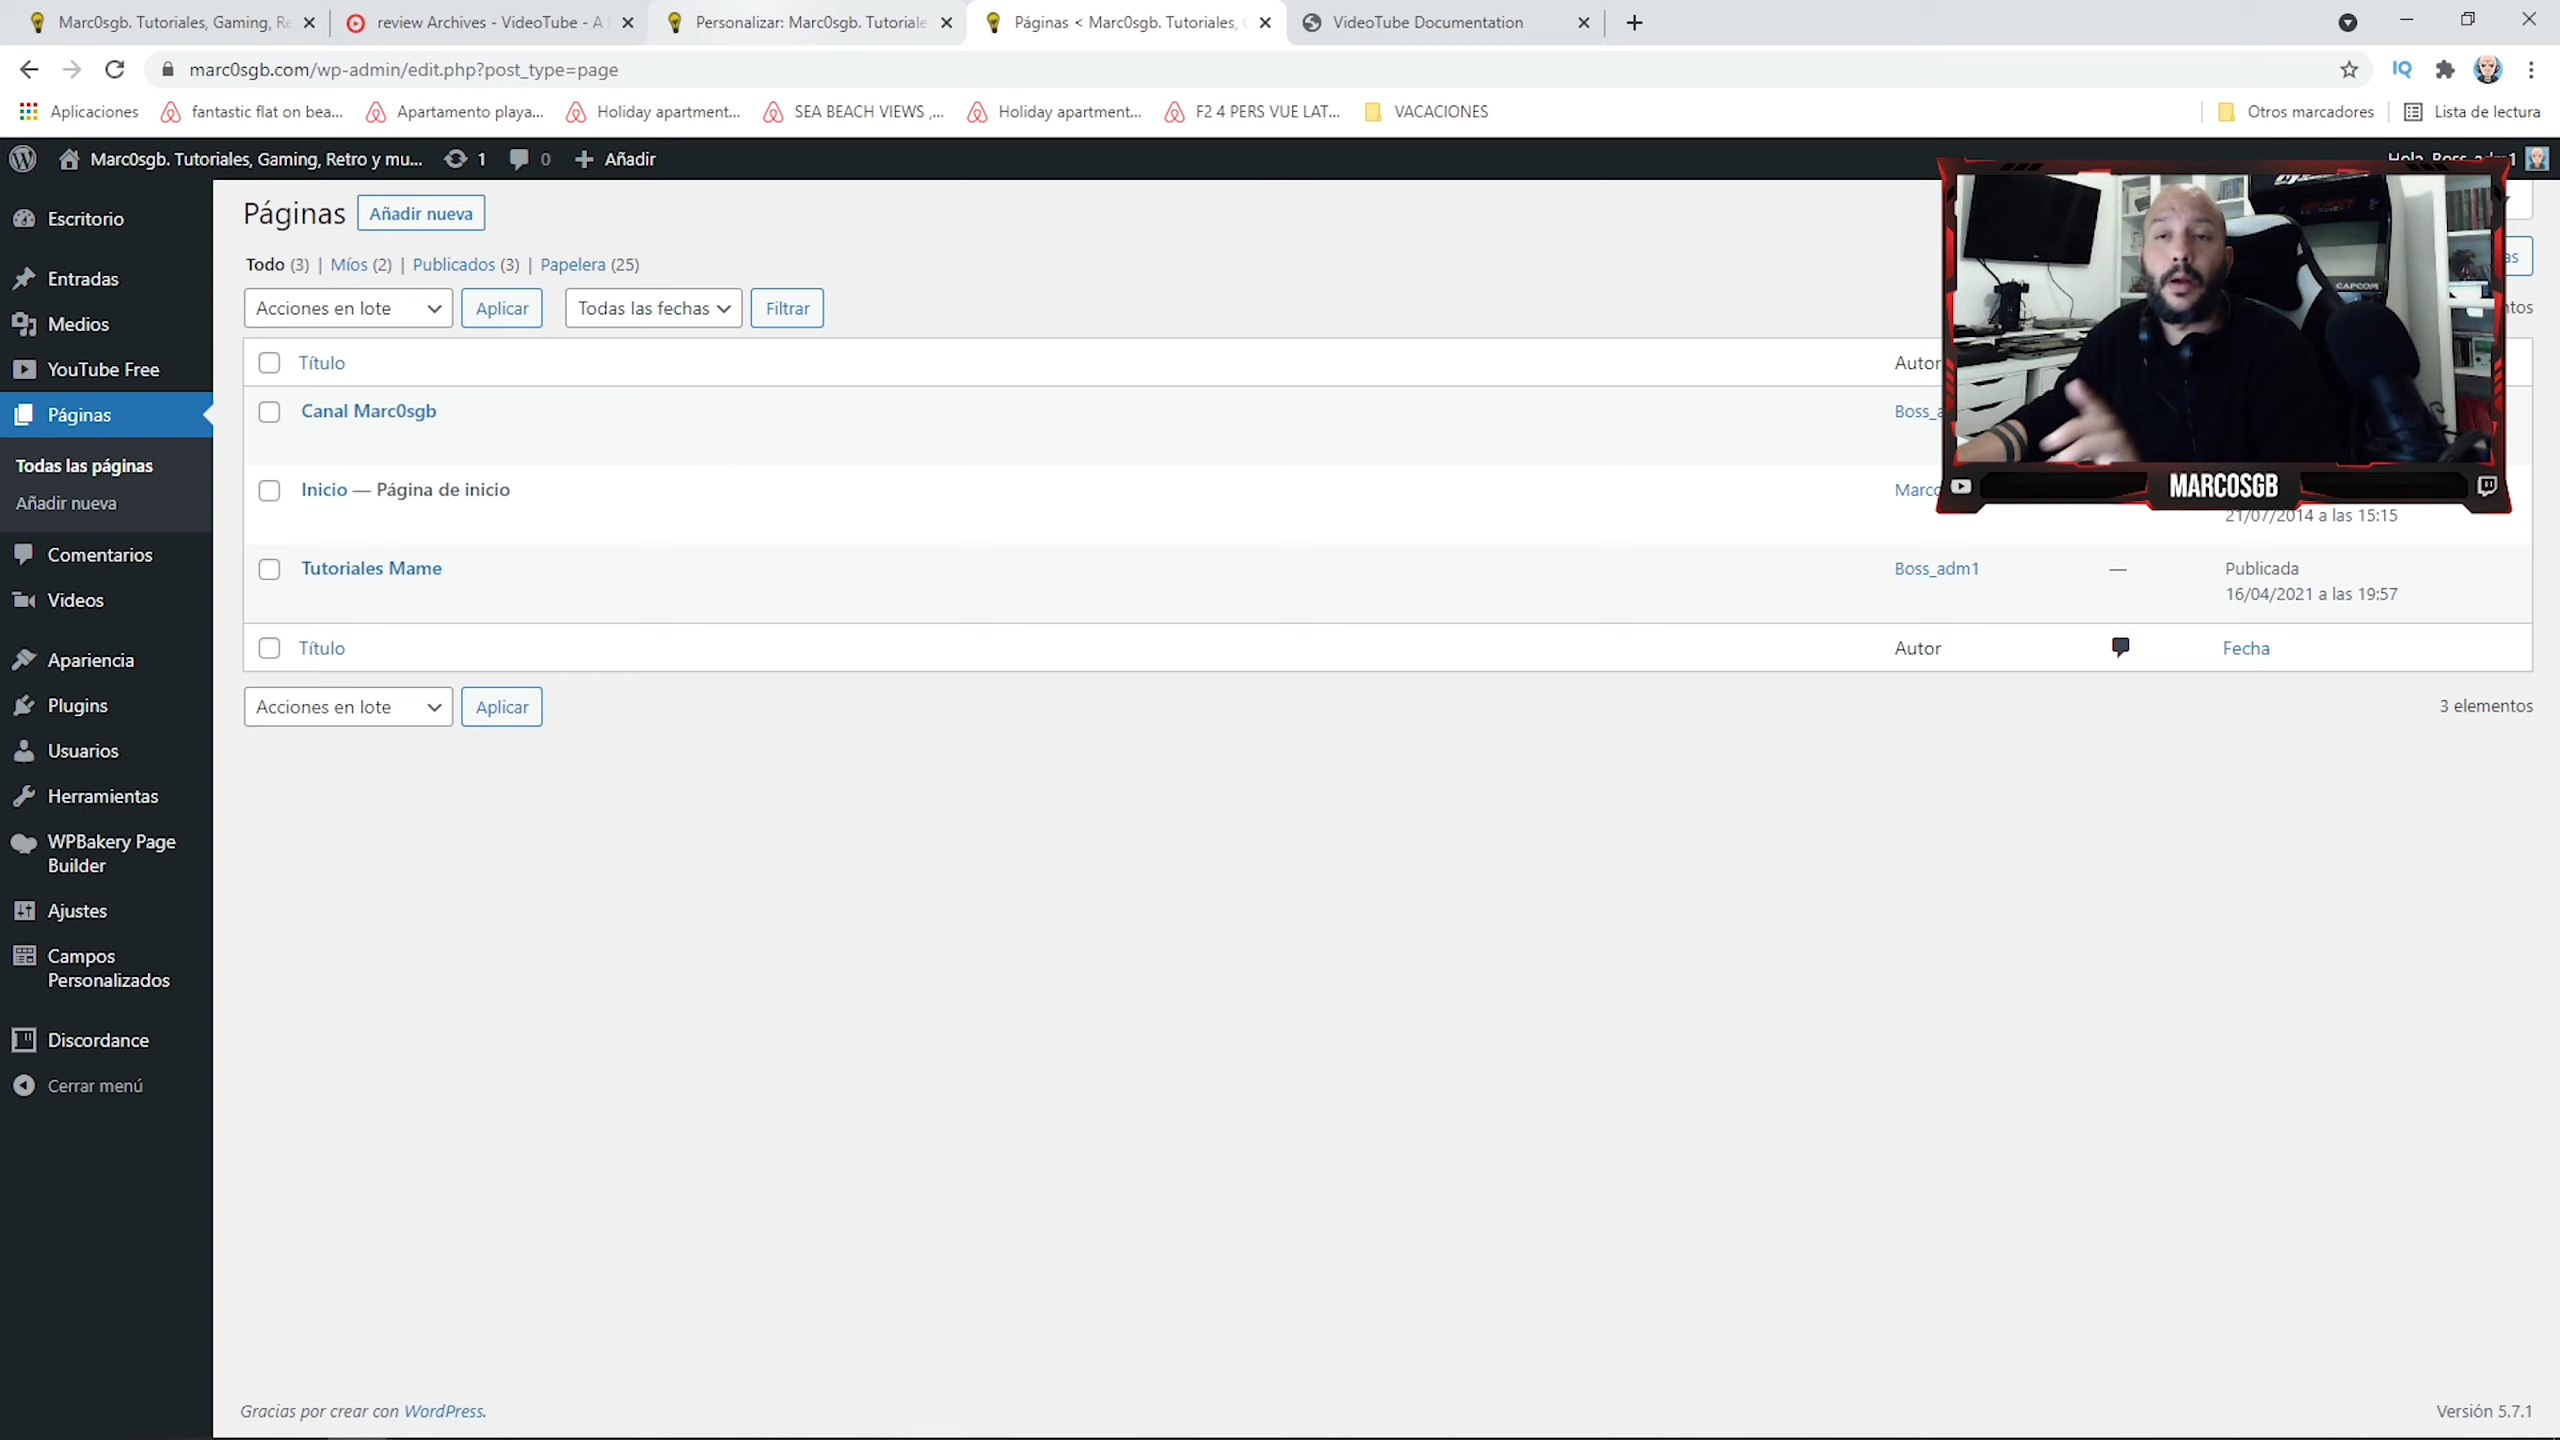 Marc0sgb. Tutoriales, Gaming, Re
review Archives - VideoTube - A
Personalizar: Marc0sgb. Tutoriale
Páginas < Marc0sgb. Tutoriales,
VideoTube Documentation
marc0sgb.com/wp-admin/edit.php?post_type=page
IQ
Aplicaciones
fantastic flat on bea...
Apartamento playa...
Holiday apartment...
SEA BEACH VIEWS ,...
Holiday apartment...
F2 4 PERS VUE LAT...
VACACIONES
Otros marcadores
Lista de lectura
Marc0sgb. Tutoriales, Gaming, Retro y mu...
1
0
Añadir
Escritorio
Entradas
Medios
YouTube Free
Páginas
Todas las páginas
Añadir nueva
Comentarios
Videos
Apariencia
Plugins
Usuarios
Herramientas
WPBakery Page
Builder
Ajustes
Campos
Personalizados
Discordance
Cerrar menú
Páginas
Añadir nueva
Todo (3) | Míos (2) | Publicados (3) | Papelera (25)
Acciones en lote
Aplicar
Todas las fechas
Filtrar
Título
Autor
Canal Marc0sgb
Inicio — Página de inicio
21/07/2014 a las 15:15
Tutoriales Mame
Boss_adm1
—
Publicada
16/04/2021 a las 19:57
Título
Autor
Fecha
Acciones en lote
Aplicar
3 elementos
CAPCOM
MARCOSGB
Gracias por crear con WordPress.
Versión 5.7.1